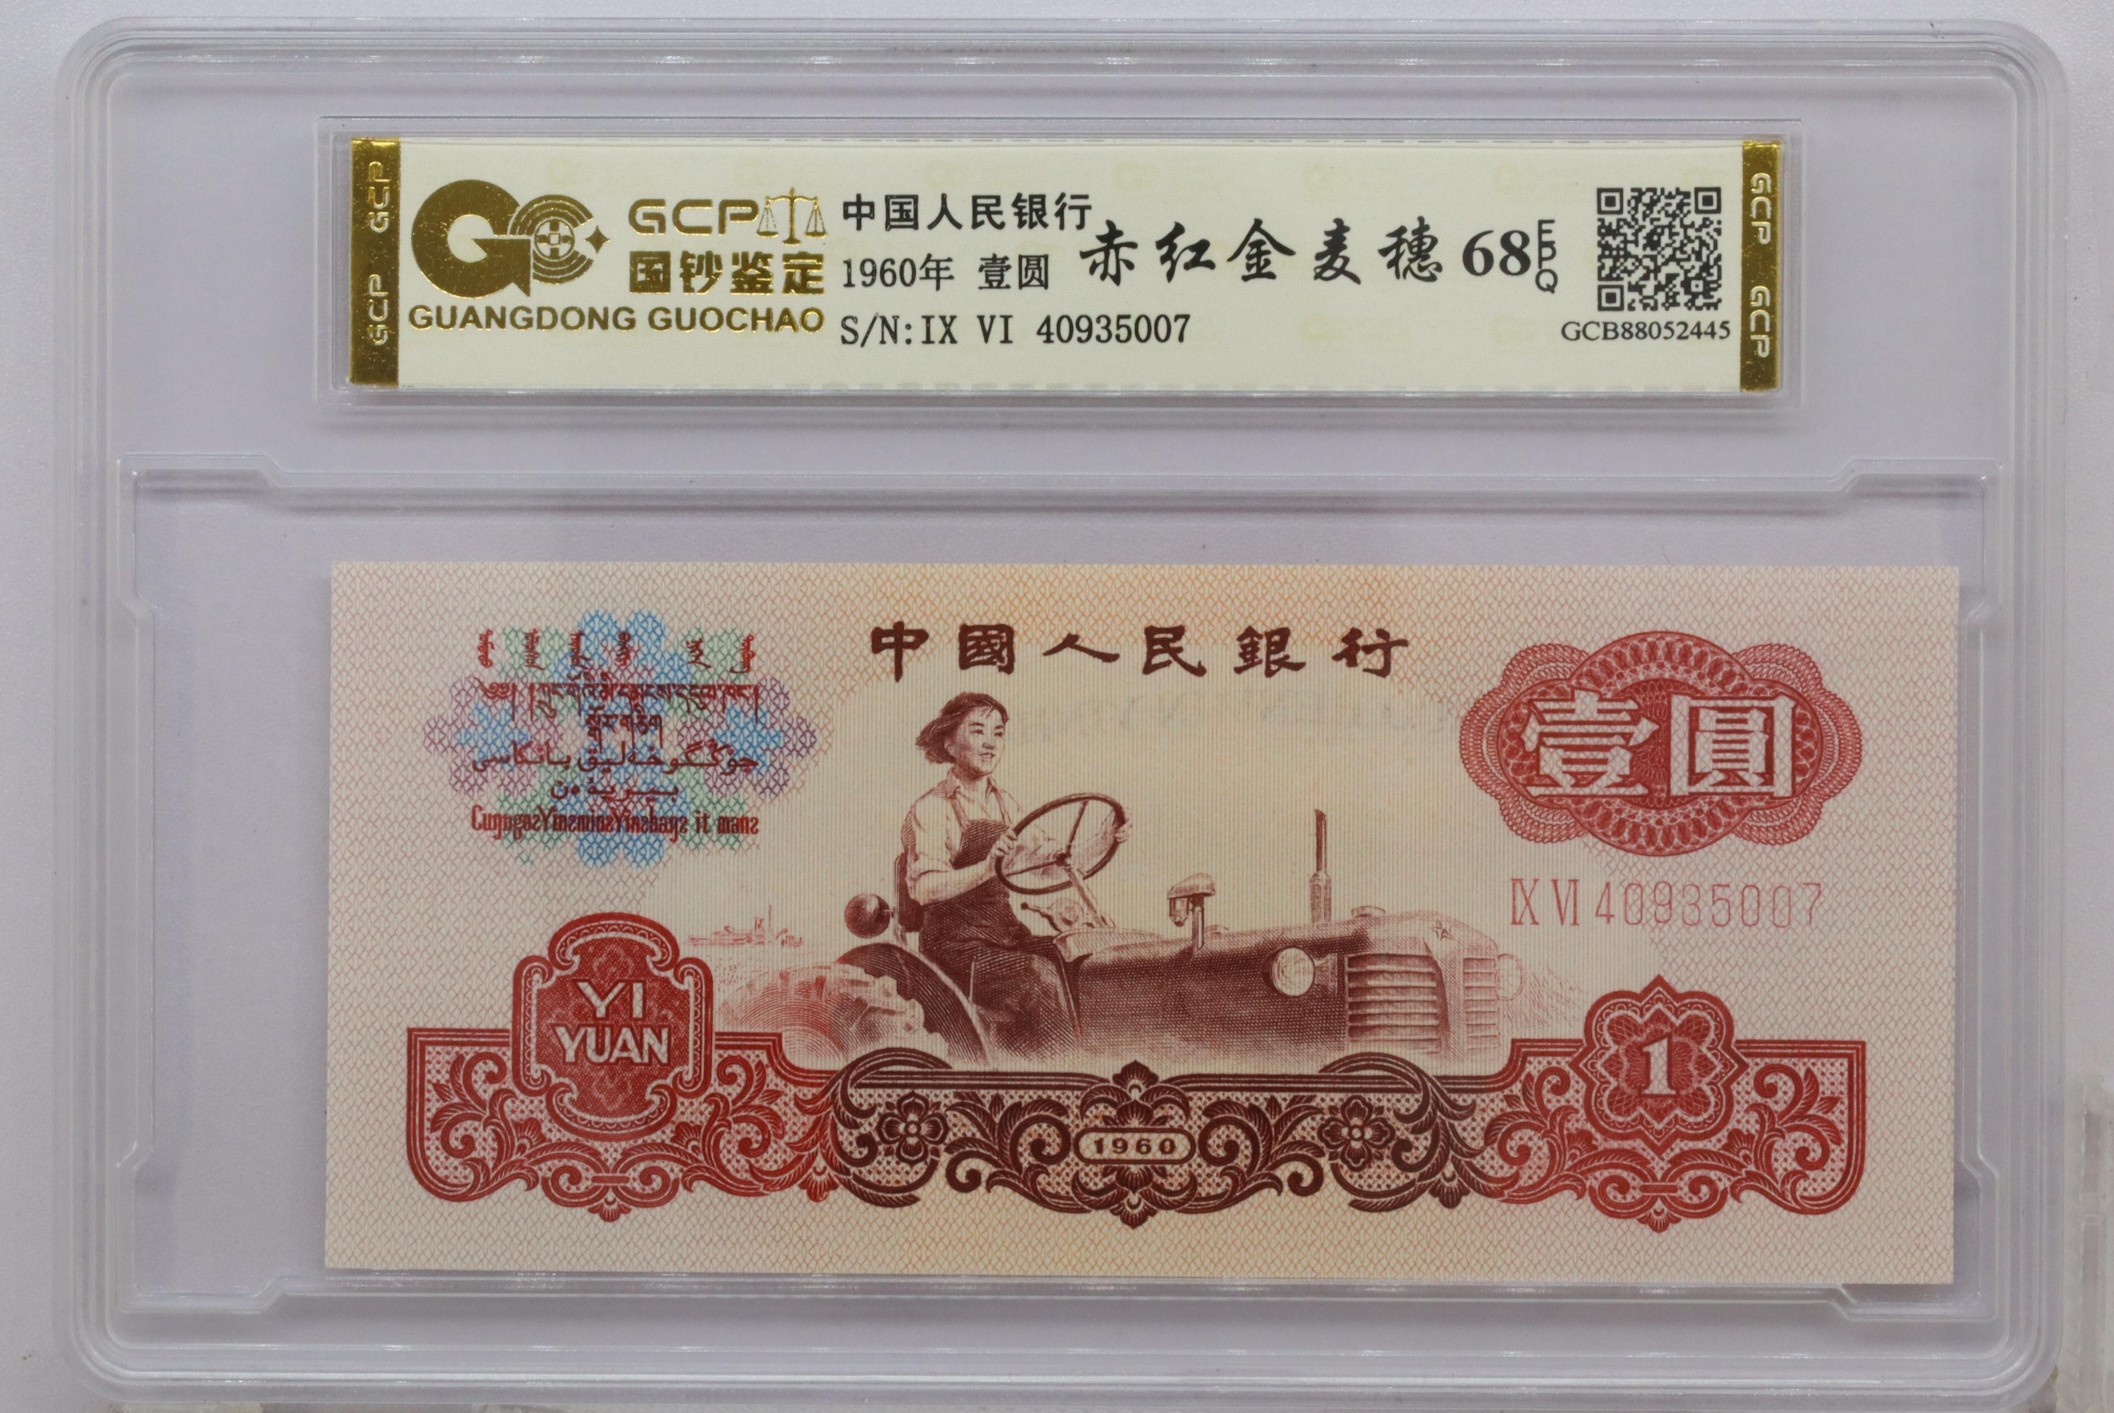 GCP GCP
GCP
国钞鉴定
GUANGDONG GUOCHAO
中国人民银行
1960年 壹圆
S/N:IX VI 40935007
赤红金麦穗 68 EPQ
GCB88052445
GCP GCP
中國人民銀行
壹圓
IX VI 40935007
YI
YUAN
1960
1